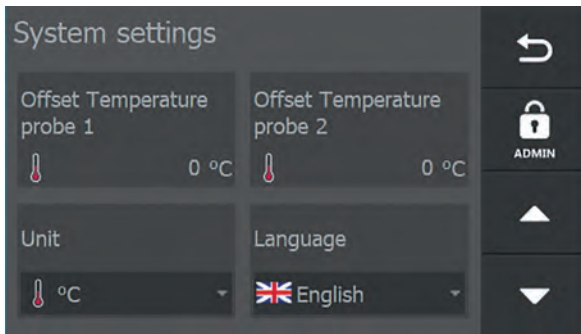 System settings
Offset Temperature
probe 1
0 °C
Offset Temperature
probe 2
0 °C
ADMIN
Unit
°C
Language
English